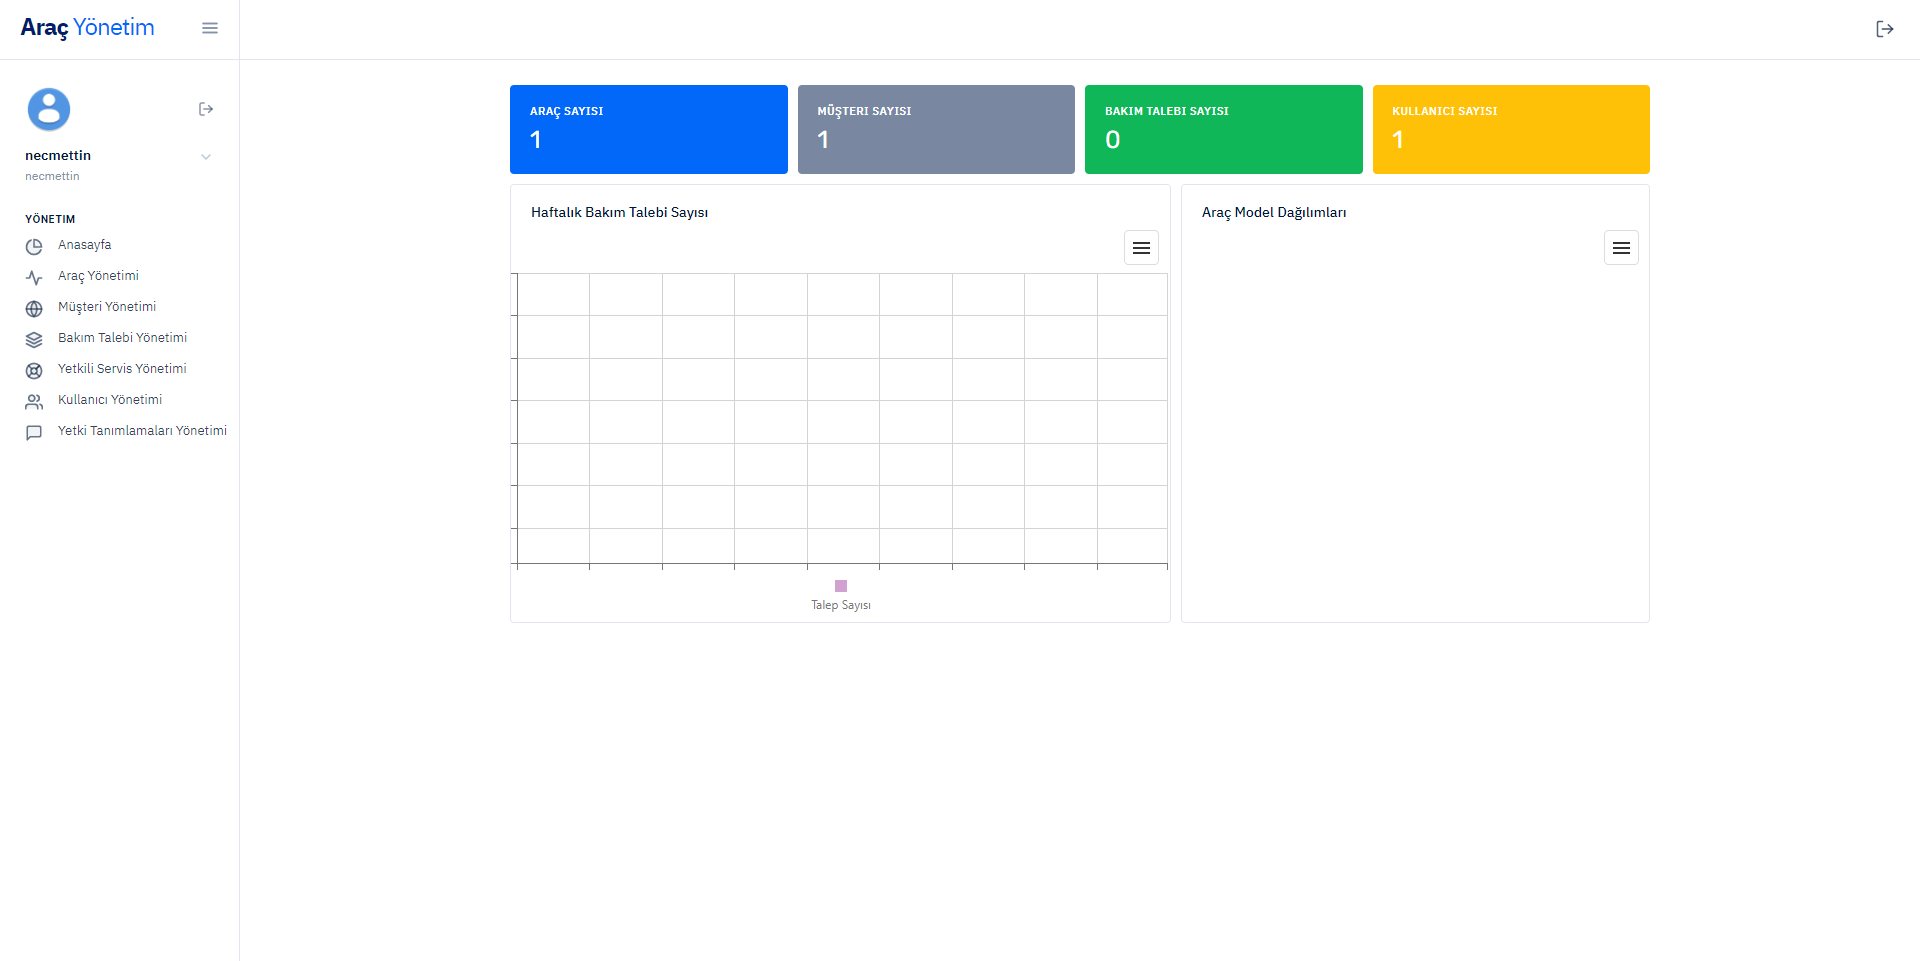 Araç Yönetim
necmettin
necmettin
YÖNETIM
Anasayfa
Araç Yönetimi
Müşteri Yönetimi
Bakım Talebi Yönetimi
Yetkili Servis Yönetimi
Kullanıcı Yönetimi
Yetki Tanımlamaları Yönetimi
ARAÇ SAYISI
1
MÜŞTERI SAYISI
1
BAKIM TALEBI SAYISI
0
KULLANICI SAYISI
1
Haftalık Bakım Talebi Sayısı
Talep Sayısı
Araç Model Dağılımları